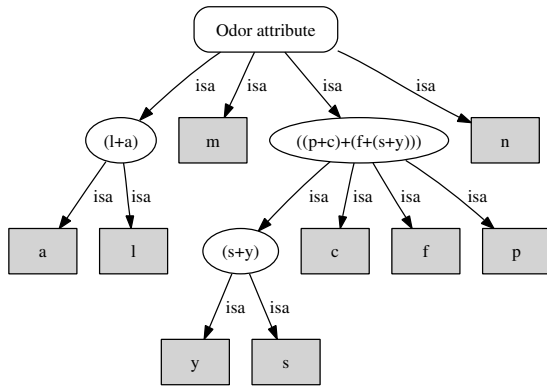 Odor attribute
isa isa isa isa
(l+a) m ((p+c)+(f+(s+y))) n
isa isa isa isa isa isa
a l (s+y) c f p
isa isa
y s